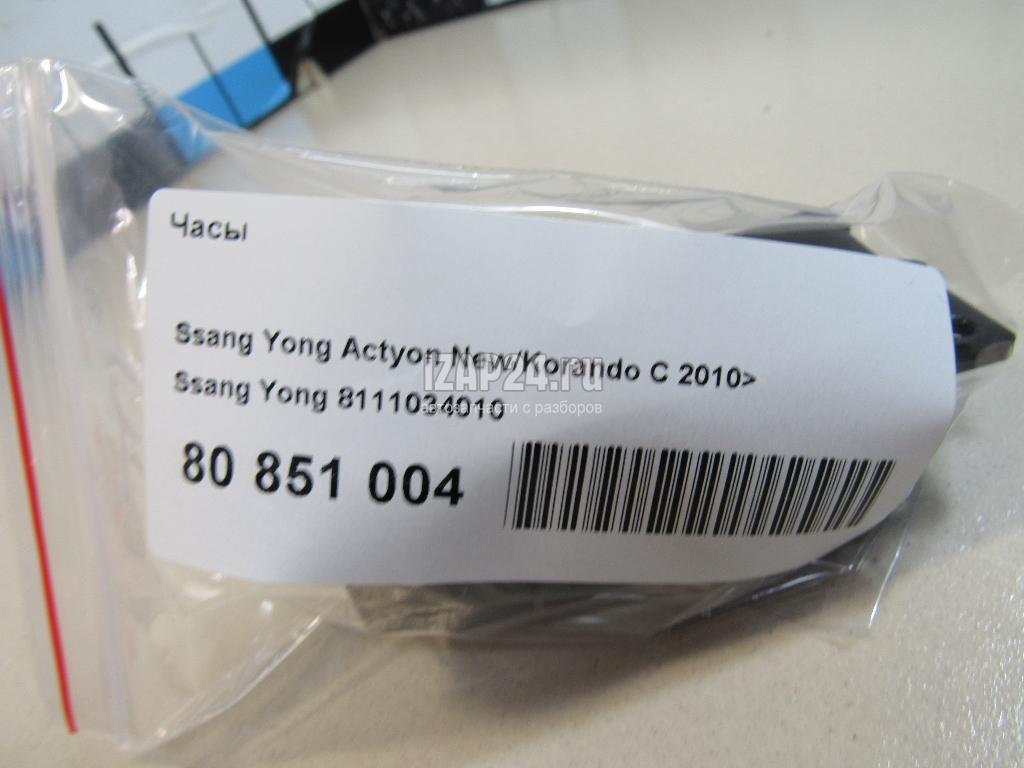 Часы
Ssang Yong Actyon New/Korando C 2010>
IZAP24.ru
Ssang Yong 8111034010
автозапчасти с разборов
80 851 004